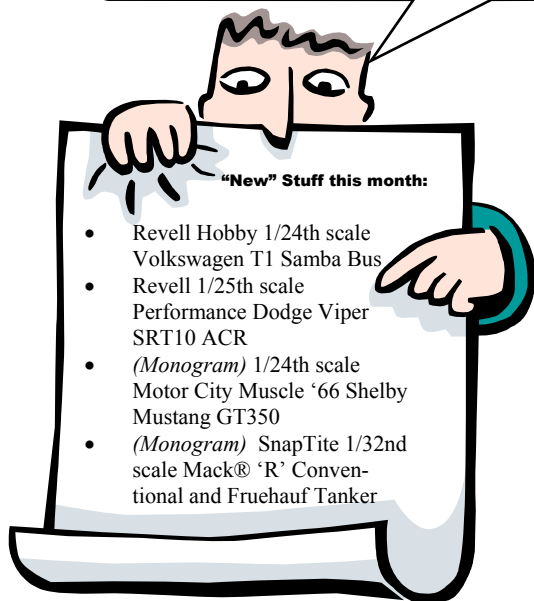 “New” Stuff this month:
• Revell Hobby 1/24th scale
Volkswagen T1 Samba Bus
• Revell 1/25th scale
Performance Dodge Viper
SRT10 ACR
• (Monogram) 1/24th scale
Motor City Muscle ‘66 Shelby
Mustang GT350
• (Monogram) SnapTite 1/32nd
scale Mack® ‘R’ Conven-
tional and Fruehauf Tanker